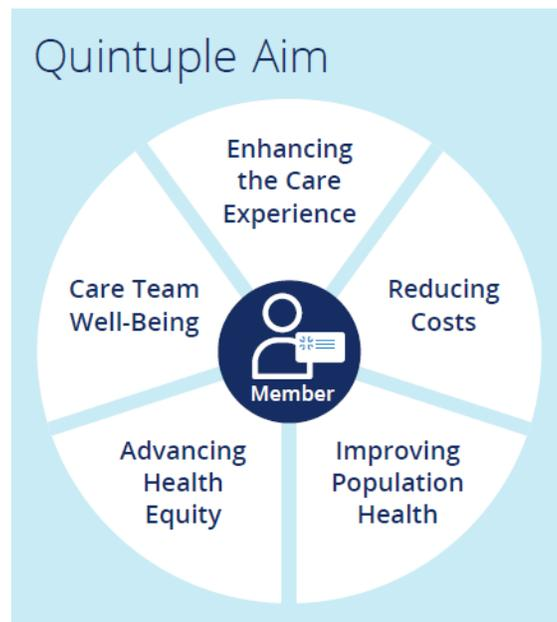 Quintuple Aim
Enhancing
the Care
Experience
Reducing
Costs
Improving
Population
Health
Advancing
Health
Equity
Care Team
Well-Being
Member